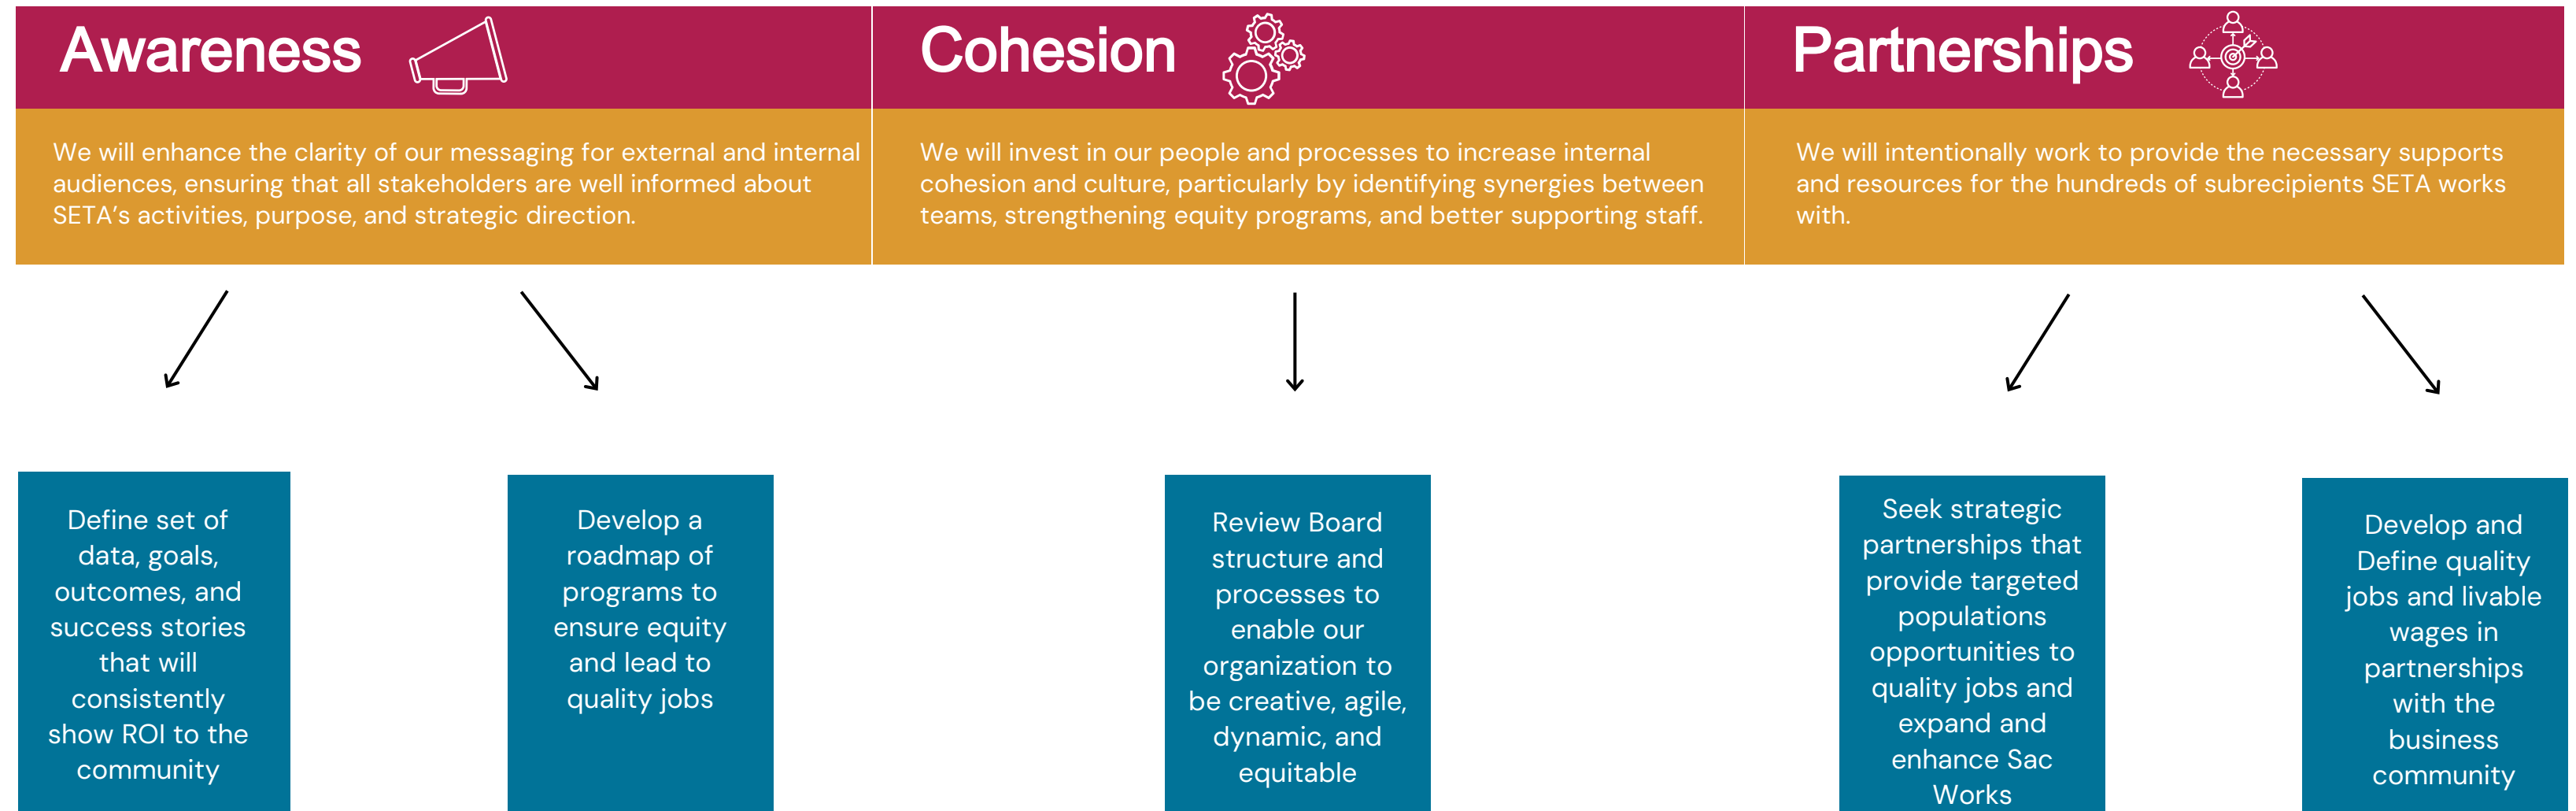 Awareness
Cohesion
Partnerships
We will enhance the clarity of our messaging for external and internal
audiences, ensuring that all stakeholders are well informed about
SETA's activities, purpose, and strategic direction.
We will invest in our people and processes to increase internal
cohesion and culture, particularly by identifying synergies between
teams, strengthening equity programs, and better supporting staff.
We will intentionally work to provide the necessary supports
and resources for the hundreds of subrecipients SETA works
with.
Define set of
data, goals,
outcomes, and
success stories
that will
consistently
show ROI to the
community
Develop a
roadmap of
programs to
ensure equity
and lead to
quality jobs
Review Board
structure and
processes to
enable our
organization to
be creative, agile,
dynamic, and
equitable
Seek strategic
partnerships that
provide targeted
populations
opportunities to
quality jobs and
expand and
enhance Sac
Works
Develop and
Define quality
jobs and livable
wages in
partnerships
with the
business
community